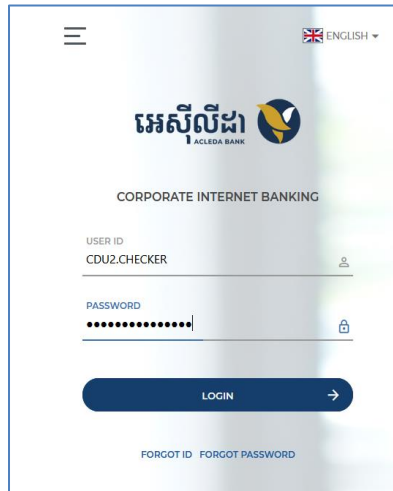 ENGLISH
អេស៊ីលីដា
ACLEDA BANK
CORPORATE INTERNET BANKING
USER ID
CDU2.CHECKER
PASSWORD
•••••••••••••••
LOGIN
FORGOT ID FORGOT PASSWORD